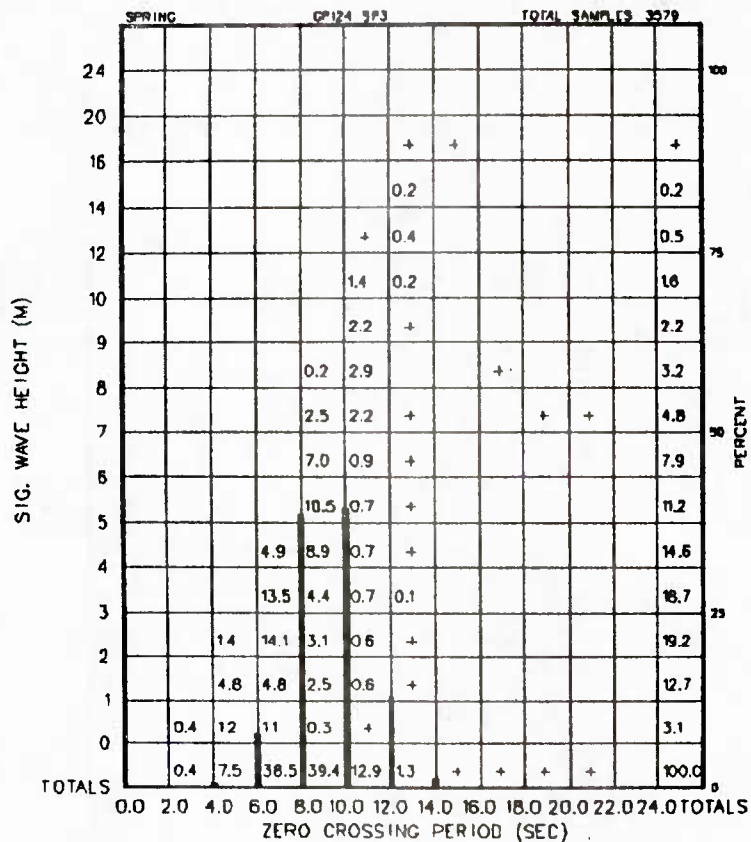 SPRING GP124 SP3 TOTAL SAMPLES 3579
24 100
20
+ + +
16
0.2 0.2
14
+ 0.4 0.5
12 75
1.4 0.2 1.6
10
2.2 + 2.2
9
0.2 2.9 + 3.2
8
2.5 2.2 + + + 4.8
7 50
7.0 0.9 + 7.9
6
10.5 0.7 + 11.2
5
4.9 8.9 0.7 + 14.6
4
13.5 4.4 0.7 0.1 18.7
3 25
1.4 14.1 3.1 0.6 + 19.2
2
4.8 4.8 2.5 0.6 + 12.7
1
0.4 1.2 1.1 0.3 + 3.1
0
0.4 7.5 38.5 39.4 12.9 1.3 + + + + 100.0
TOTALS 0
0.0 2.0 4.0 6.0 8.0 10.0 12.0 14.0 16.0 18.0 20.0 22.0 24.0 TOTALS
ZERO CROSSING PERIOD (SEC)
SIG. WAVE HEIGHT (M)
PERCENT